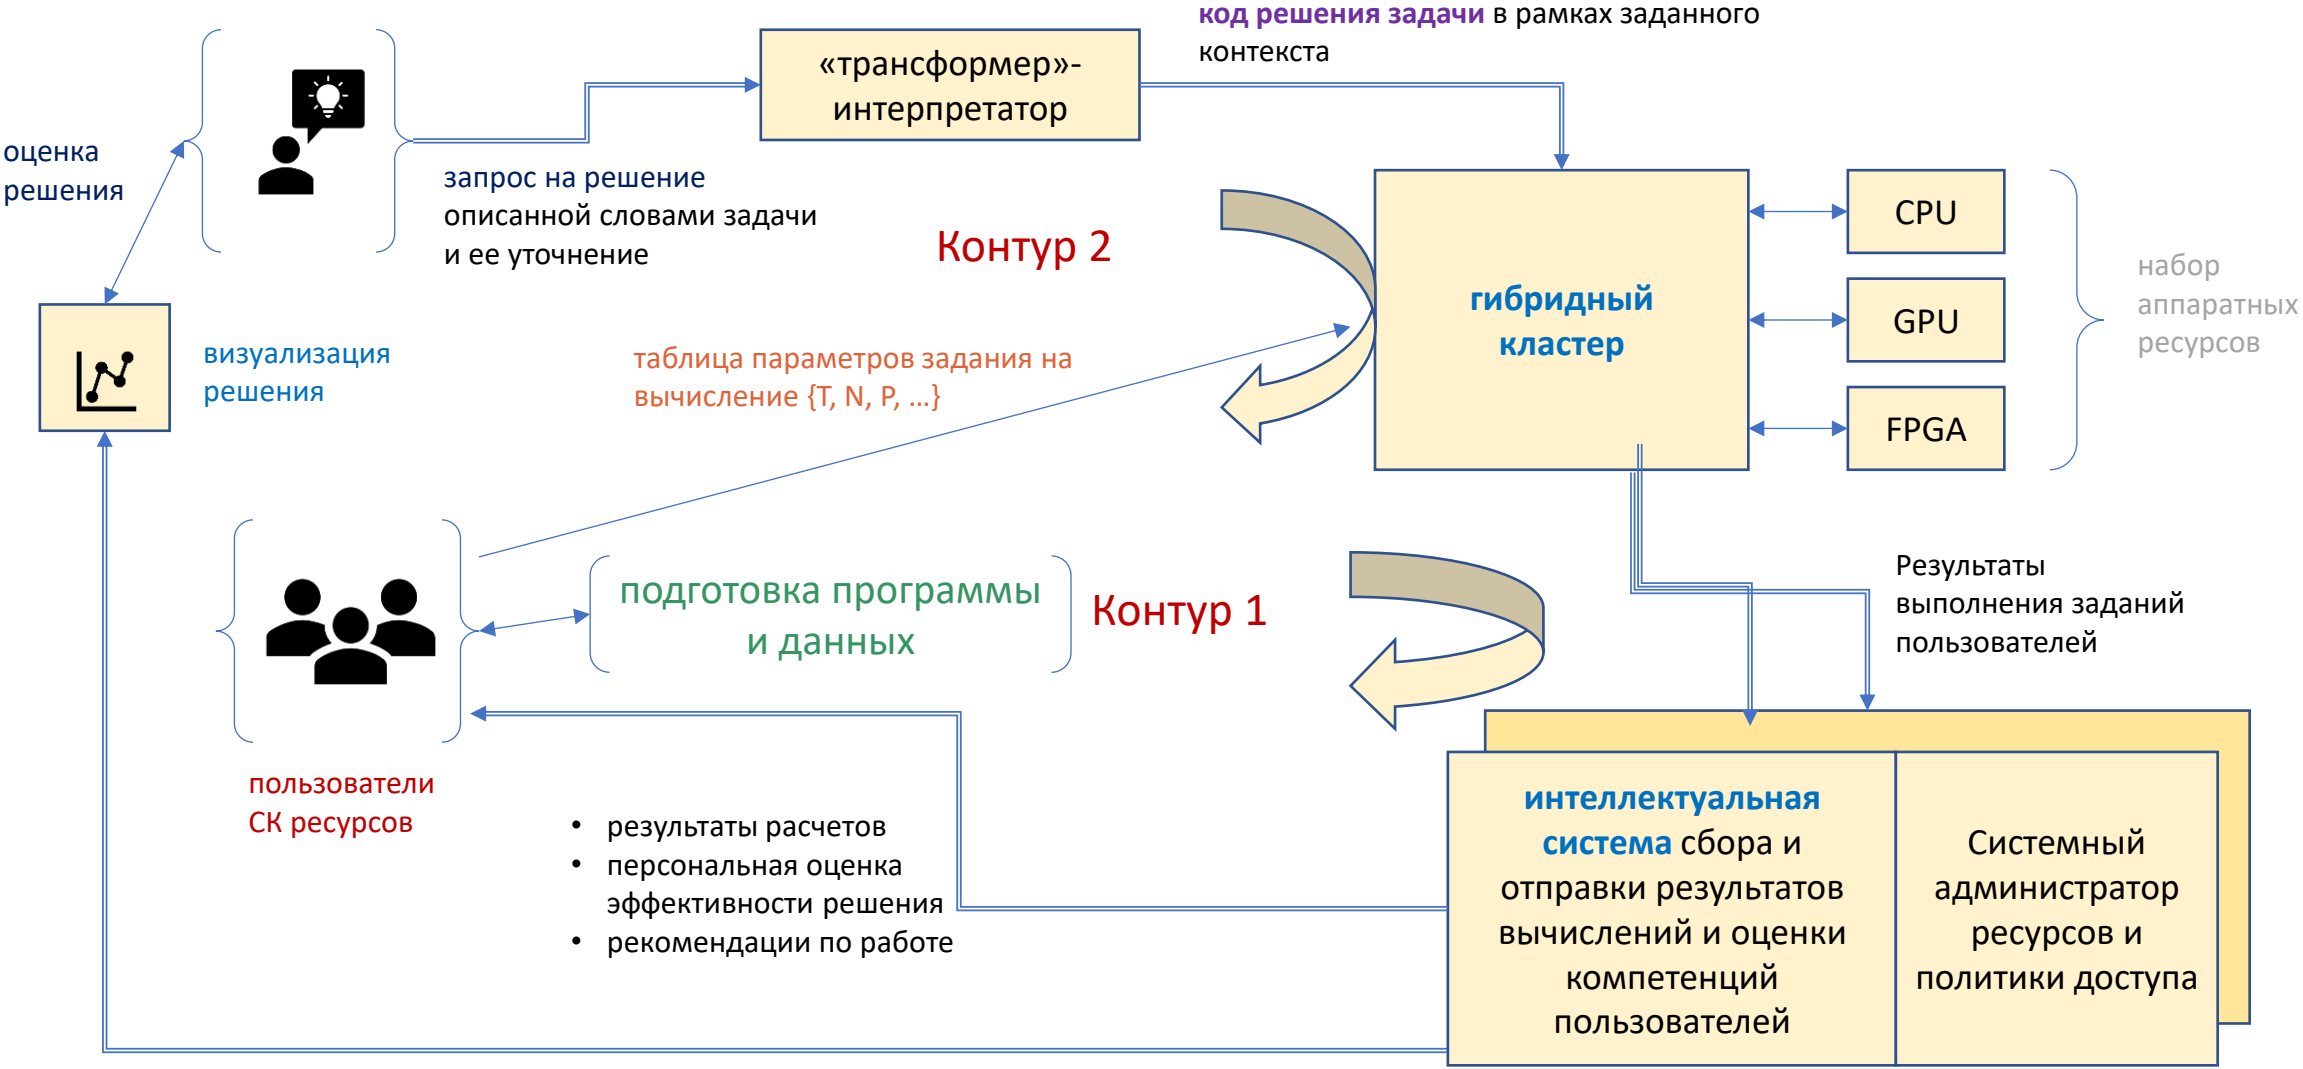 код решения задачи в рамках заданного
контекста
«трансформер»-
интерпретатор
оценка
решения
запрос на решение
описанной словами задачи
и ее уточнение
Контур 2
гибридный
кластер
CPU
GPU
FPGA
набор
аппаратных
ресурсов
визуализация
решения
таблица параметров задания на
вычисление {T, N, P, ...}
подготовка программы
и данных
Контур 1
Результаты
выполнения заданий
пользователей
пользователи
СК ресурсов
• результаты расчетов
• персональная оценка
эффективности решения
• рекомендации по работе
интеллектуальная
система сбора и
отправки результатов
вычислений и оценки
компетенций
пользователей
Системный
администратор
ресурсов и
политики доступа